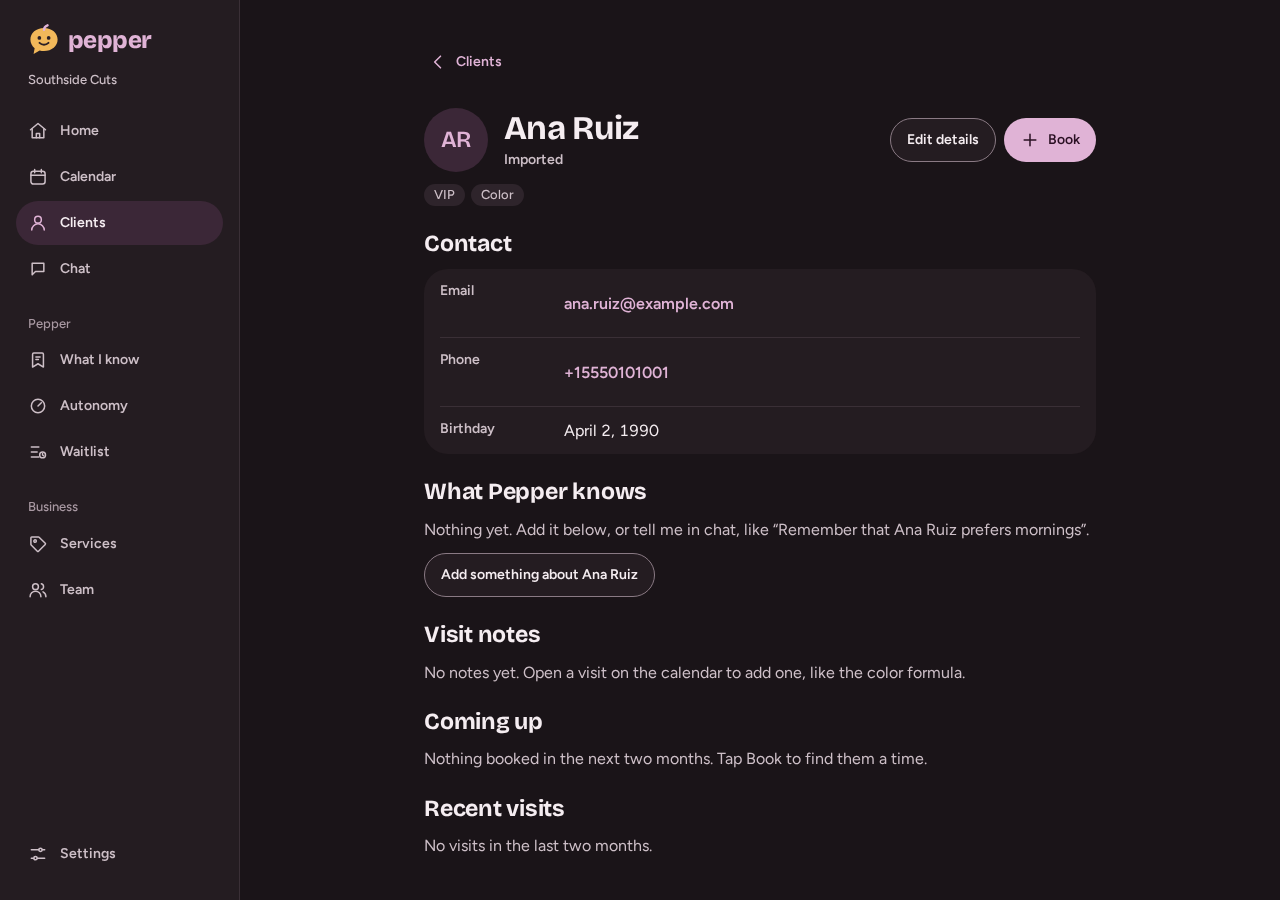 pepper
Southside Cuts
Home
Calendar
Clients
Chat
Pepper
What I know
Autonomy
Waitlist
Business
Services
Team
Settings
Clients
AR
Ana Ruiz
Imported
Edit details
Book
VIP
Color
Contact
Email
ana.ruiz@example.com
Phone
+15550101001
Birthday
April 2, 1990
What Pepper knows
Nothing yet. Add it below, or tell me in chat, like “Remember that Ana Ruiz prefers mornings”.
Add something about Ana Ruiz
Visit notes
No notes yet. Open a visit on the calendar to add one, like the color formula.
Coming up
Nothing booked in the next two months. Tap Book to find them a time.
Recent visits
No visits in the last two months.